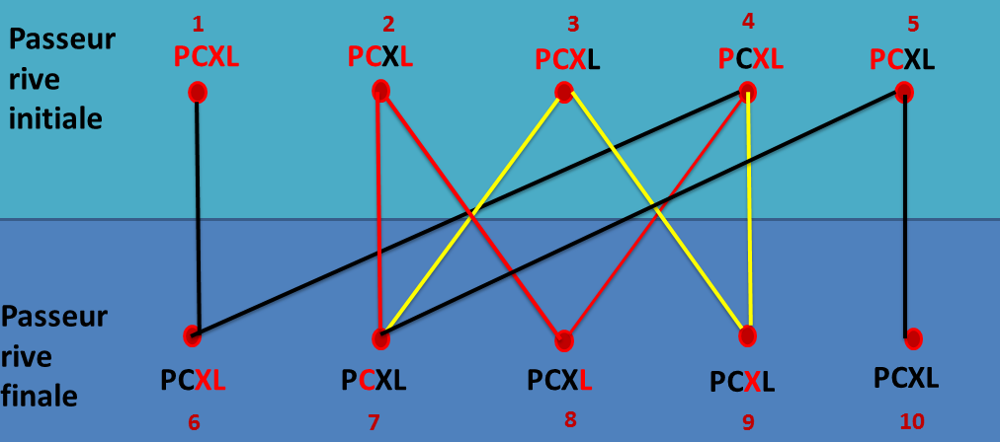 1 2 3 4 5
Passeur
rive
initiale
PCXL PCXL PCXL PCXL PCXL
Passeur
rive
finale
PCXL PCXL PCXL PCXL PCXL
6 7 8 9 10